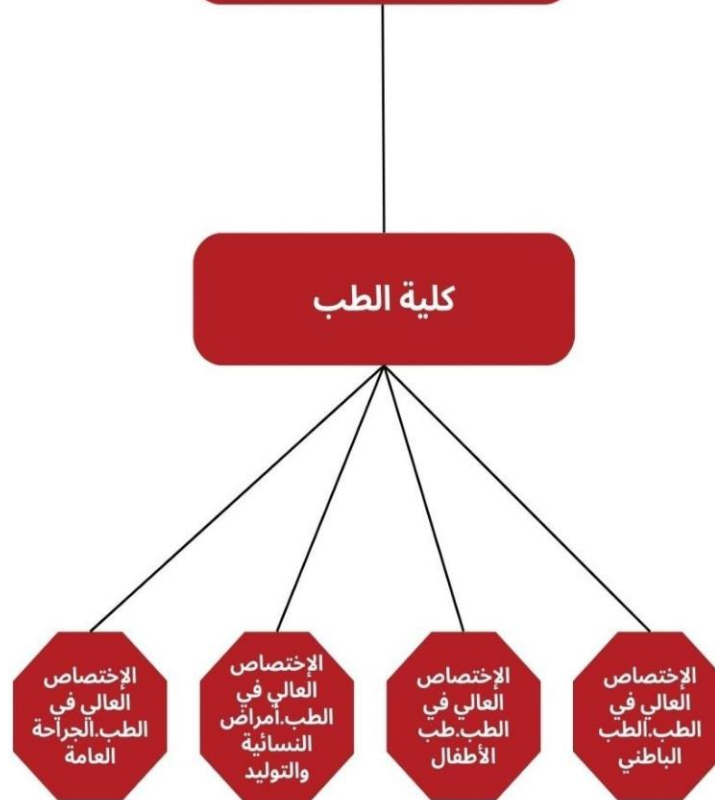 كلية الطب
الإختصاص
العالي في
الطب.الطب
الباطني
الإختصاص
العالي في
الطب.طب
الأطفال
الإختصاص
العالي في
الطب.أمراض
النسائية
والتوليد
الإختصاص
العالي في
الطب.الجراحة
العامة